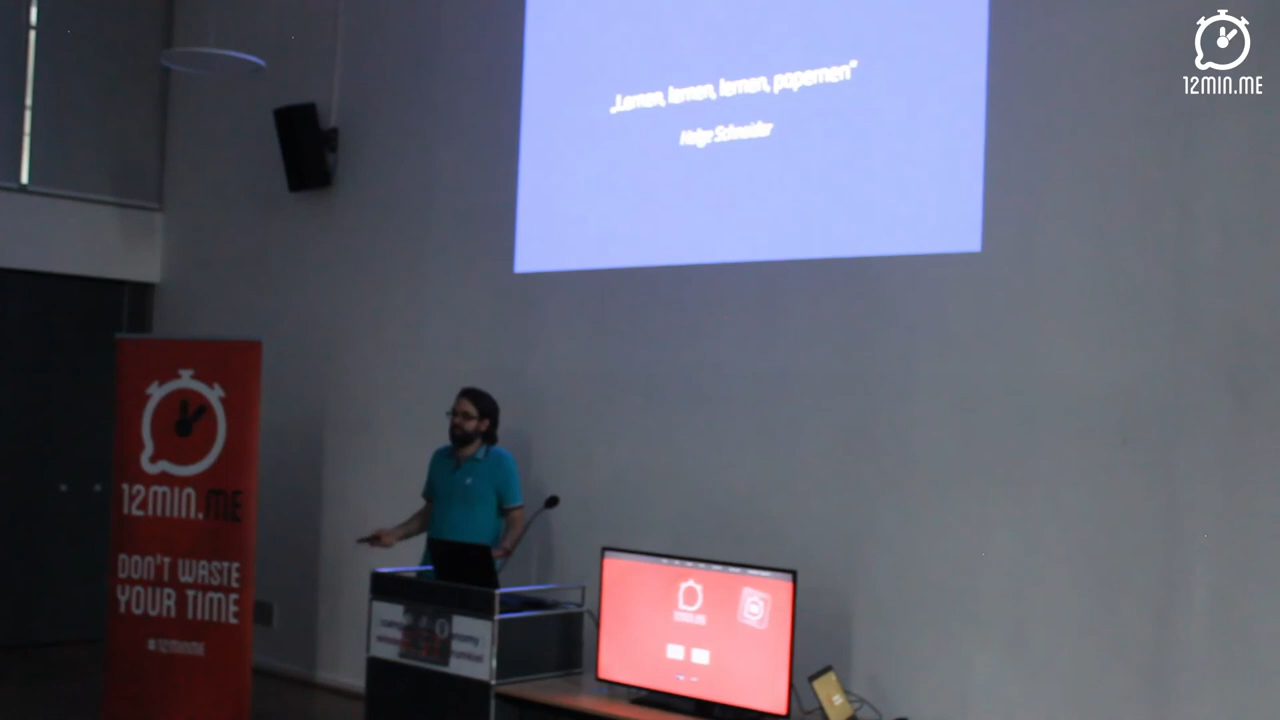 „Lernen, lernen, lernen, popernen“
Helge Schneider
12MIN.ME
12MIN.ME
DON'T WASTE
YOUR TIME
#12MINME